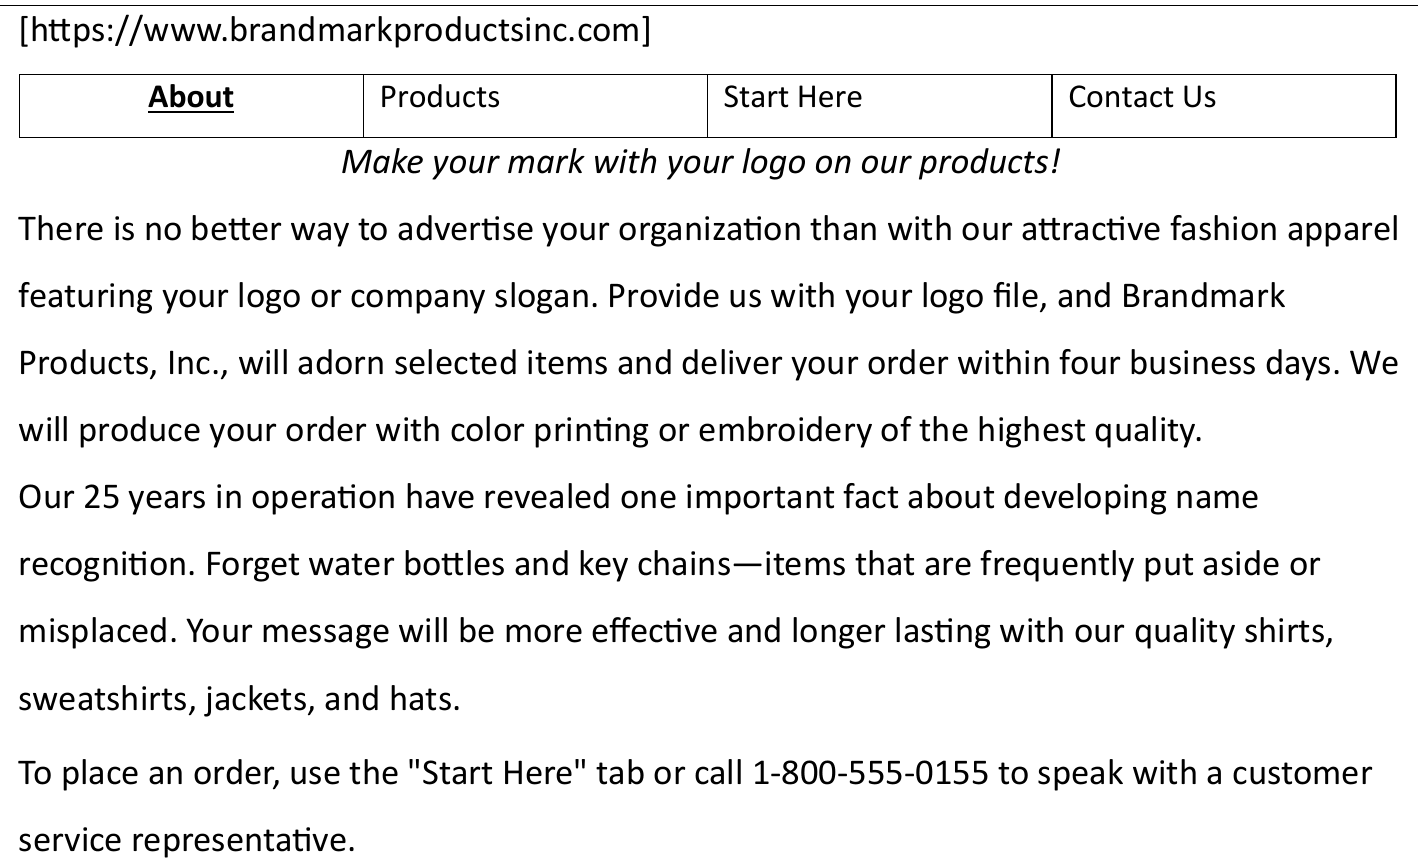 [https://www.brandmarkproductsinc.com]
About Products Start Here Contact Us
Make your mark with your logo on our products!
There is no better way to advertise your organization than with our attractive fashion apparel
featuring your logo or company slogan. Provide us with your logo file, and Brandmark
Products, Inc., will adorn selected items and deliver your order within four business days. We
will produce your order with color printing or embroidery of the highest quality.
Our 25 years in operation have revealed one important fact about developing name
recognition. Forget water bottles and key chains—items that are frequently put aside or
misplaced. Your message will be more effective and longer lasting with our quality shirts,
sweatshirts, jackets, and hats.
To place an order, use the "Start Here" tab or call 1-800-555-0155 to speak with a customer
service representative.